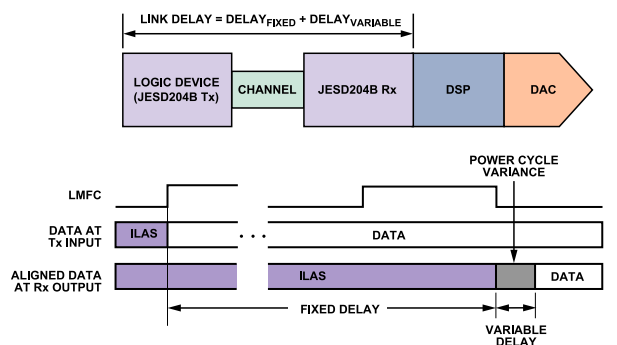 LINK DELAY = DELAYFIXED + DELAYVARIABLE
LOGIC DEVICE
(JESD204B Tx)
CHANNEL
JESD204B Rx
DSP
DAC
POWER CYCLE
VARIANCE
LMFC
DATA AT
Tx INPUT
ILAS
DATA
ALIGNED DATA
AT Rx OUTPUT
ILAS
DATA
FIXED DELAY
VARIABLE
DELAY